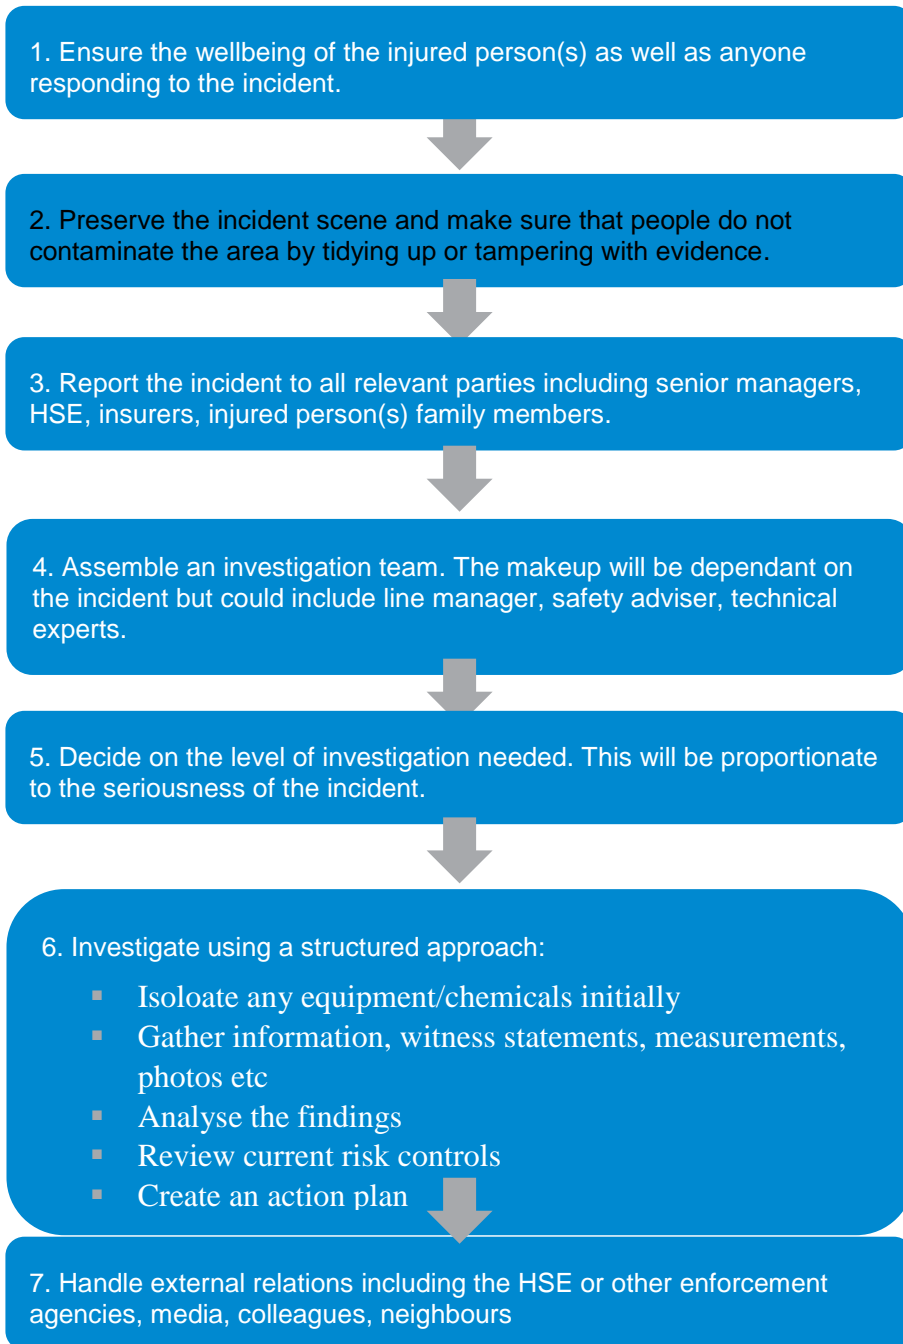 1. Ensure the wellbeing of the injured person(s) as well as anyone
responding to the incident.
2. Preserve the incident scene and make sure that people do not
contaminate the area by tidying up or tampering with evidence.
3. Report the incident to all relevant parties including senior managers,
HSE, insurers, injured person(s) family members.
4. Assemble an investigation team. The makeup will be dependant on
the incident but could include line manager, safety adviser, technical
experts.
5. Decide on the level of investigation needed. This will be proportionate
to the seriousness of the incident.
6. Investigate using a structured approach:
▪ Isoloate any equipment/chemicals initially
▪ Gather information, witness statements, measurements,
photos etc
▪ Analyse the findings
▪ Review current risk controls
▪ Create an action plan
7. Handle external relations including the HSE or other enforcement
agencies, media, colleagues, neighbours